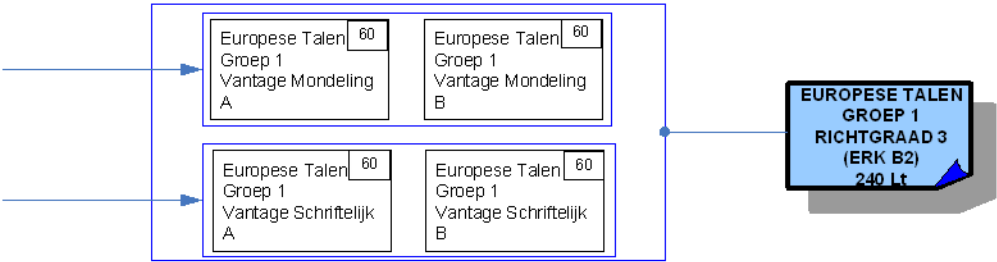 Europese Talen 60
Groep 1
Vantage Mondeling
A
Europese Talen 60
Groep 1
Vantage Mondeling
B
Europese Talen 60
Groep 1
Vantage Schriftelijk
A
Europese Talen 60
Groep 1
Vantage Schriftelijk
B
EUROPESE TALEN
GROEP 1
RICHTGRAAD 3
(ERK B2)
240 Lt